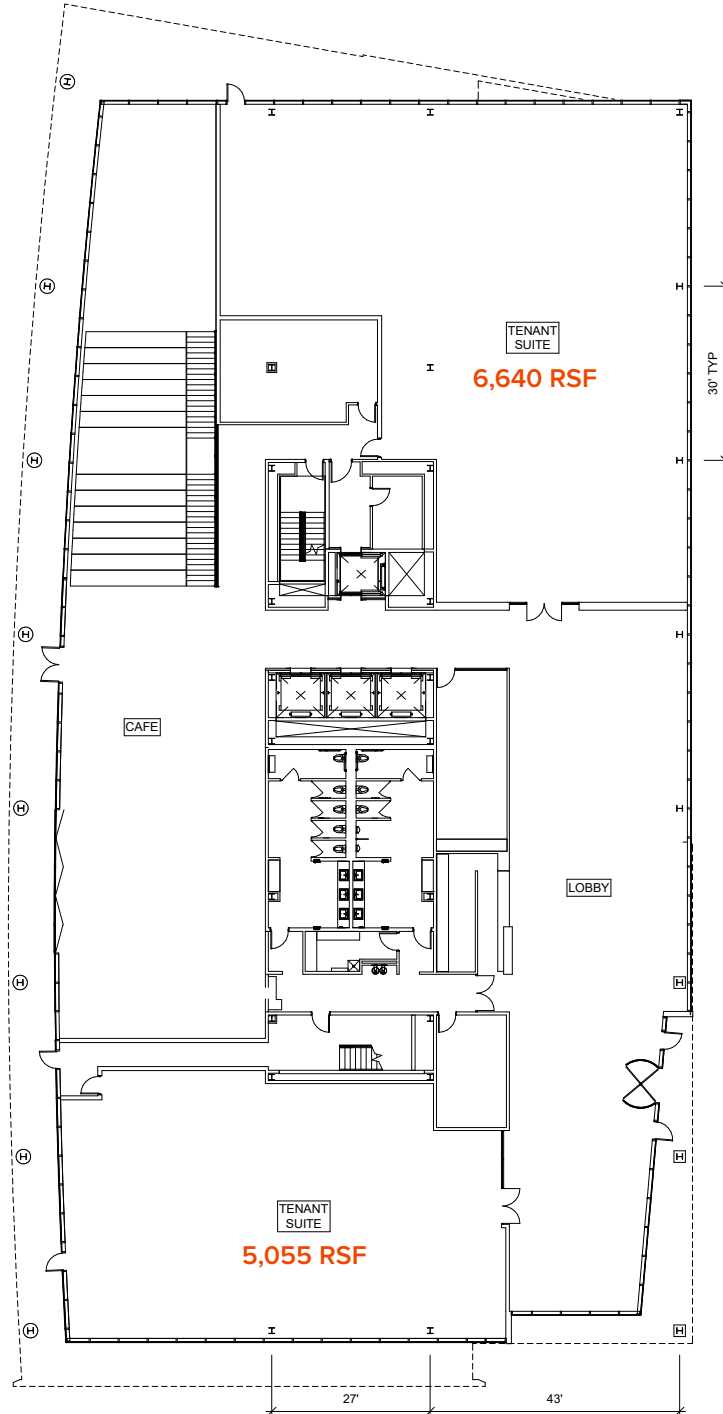 TENANT
SUITE
6,640 RSF
30' TYP
CAFE
LOBBY
TENANT
SUITE
5,055 RSF
27'
43'